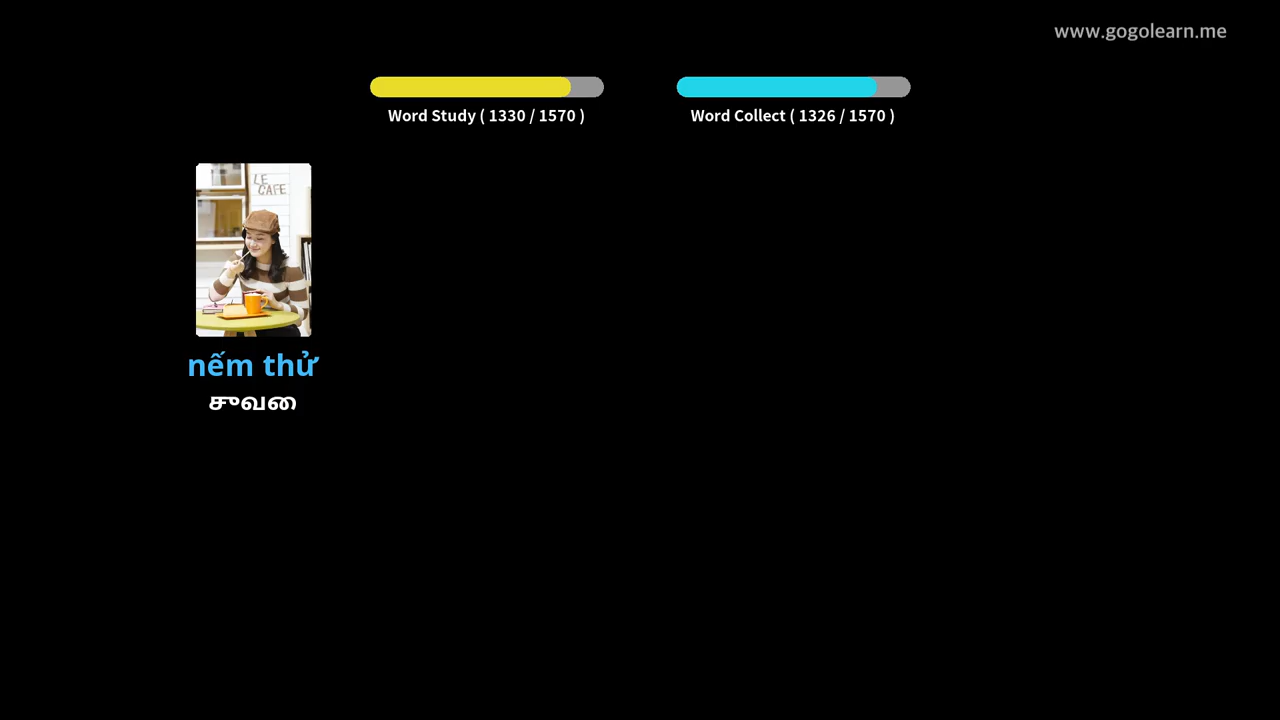 www.gogolearn.me
Word Study ( 1330 / 1570 )
Word Collect ( 1326 / 1570 )
LE
CAFE
nếm thử
சுவை